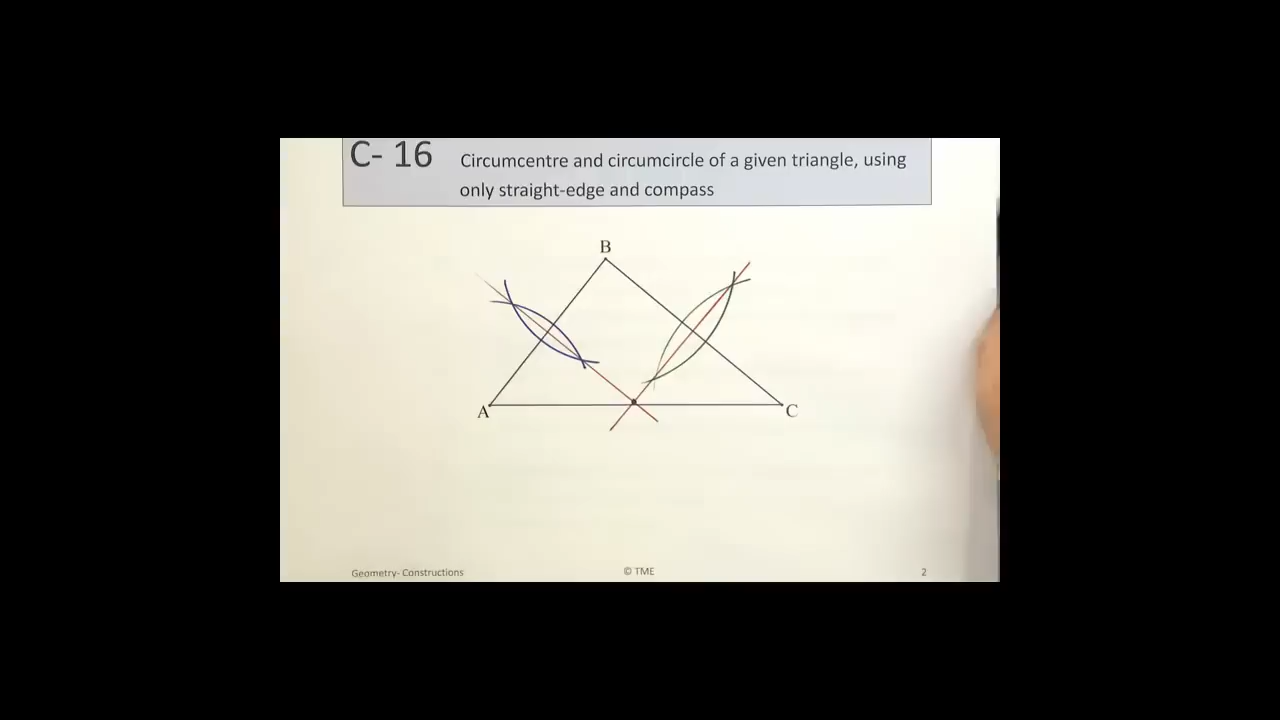 C- 16 Circumcentre and circumcircle of a given triangle, using
only straight-edge and compass
B
A
C
Geometry- Constructions © TME 2